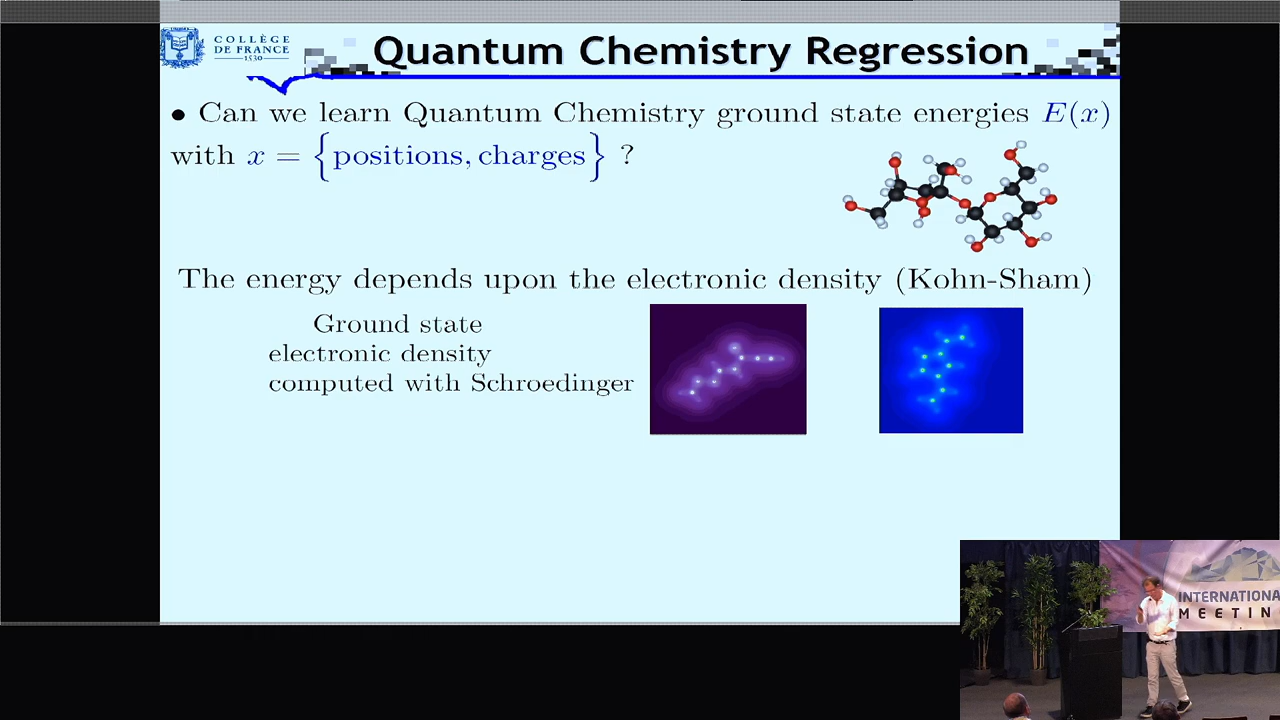 COLLÈGE
DE FRANCE
1530
Quantum Chemistry Regression
• Can we learn Quantum Chemistry ground state energies E(x)
with x = {positions, charges} ?
The energy depends upon the electronic density (Kohn-Sham)
Ground state
electronic density
computed with Schroedinger
INTERNATIONA
MEETIN